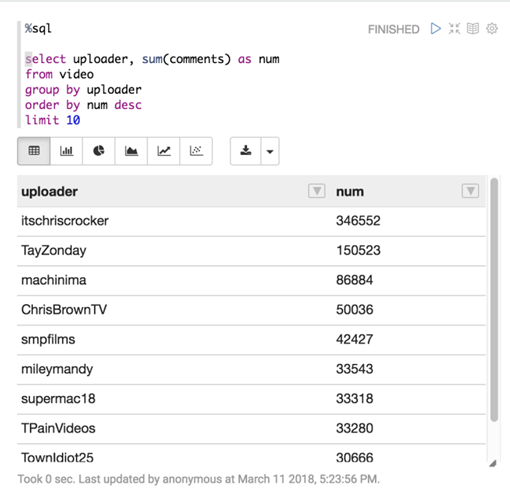 %sql
FINISHED
select uploader, sum(comments) as num
from video
group by uploader
order by num desc
limit 10
uploader num
itschriscrocker 346552
TayZonday 150523
machinima 86884
ChrisBrownTV 50036
smpfilms 42427
mileymandy 33543
supermac18 33318
TPainVideos 33280
TownIdiot25 30666
Took 0 sec. Last updated by anonymous at March 11 2018, 5:23:56 PM.